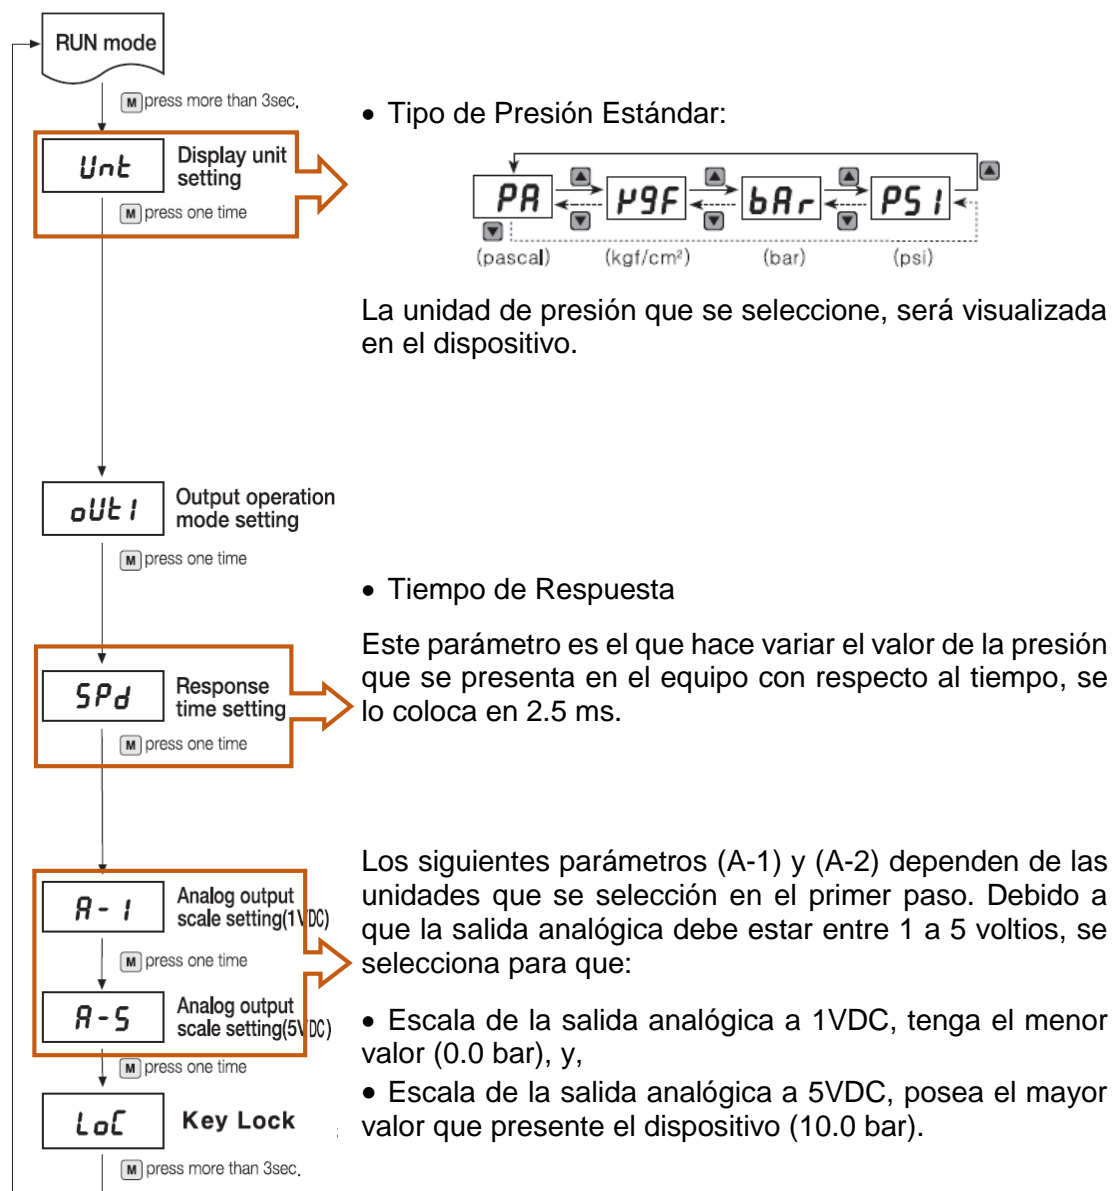 RUN mode
M press more than 3sec.
Unt
Display unit
setting
M press one time
• Tipo de Presión Estándar:
PA
kgF
bAr
PSI
(pascal)
(kgf/cm²)
(bar)
(psi)
La unidad de presión que se seleccione, será visualizada
en el dispositivo.
oUt1
Output operation
mode setting
M press one time
• Tiempo de Respuesta
Este parámetro es el que hace variar el valor de la presión
que se presenta en el equipo con respecto al tiempo, se
lo coloca en 2.5 ms.
SPd
Response
time setting
M press one time
Los siguientes parámetros (A-1) y (A-2) dependen de las
unidades que se selección en el primer paso. Debido a
que la salida analógica debe estar entre 1 a 5 voltios, se
selecciona para que:
A-1
Analog output
scale setting(1VDC)
M press one time
A-5
Analog output
scale setting(5VDC)
M press one time
• Escala de la salida analógica a 1VDC, tenga el menor
valor (0.0 bar), y,
• Escala de la salida analógica a 5VDC, posea el mayor
valor que presente el dispositivo (10.0 bar).
LoC
Key Lock
M press more than 3sec.